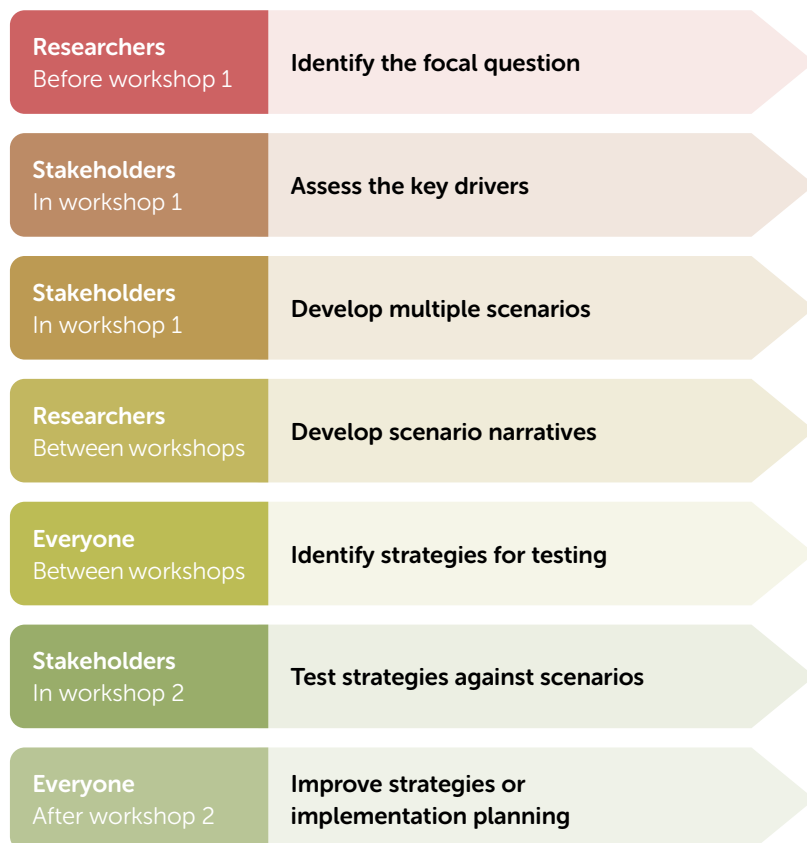 Researchers
Before workshop 1
Identify the focal question
Stakeholders
In workshop 1
Assess the key drivers
Stakeholders
In workshop 1
Develop multiple scenarios
Researchers
Between workshops
Develop scenario narratives
Everyone
Between workshops
Identify strategies for testing
Stakeholders
In workshop 2
Test strategies against scenarios
Everyone
After workshop 2
Improve strategies or
implementation planning